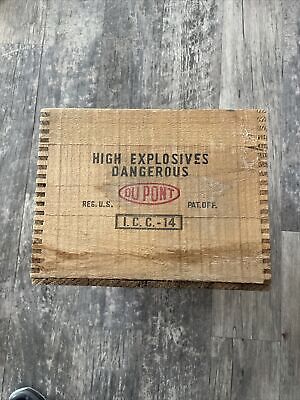 HIGH EXPLOSIVES
DANGEROUS
DU PONT
REG. U.S. PAT. OFF.
I. C. C. -14